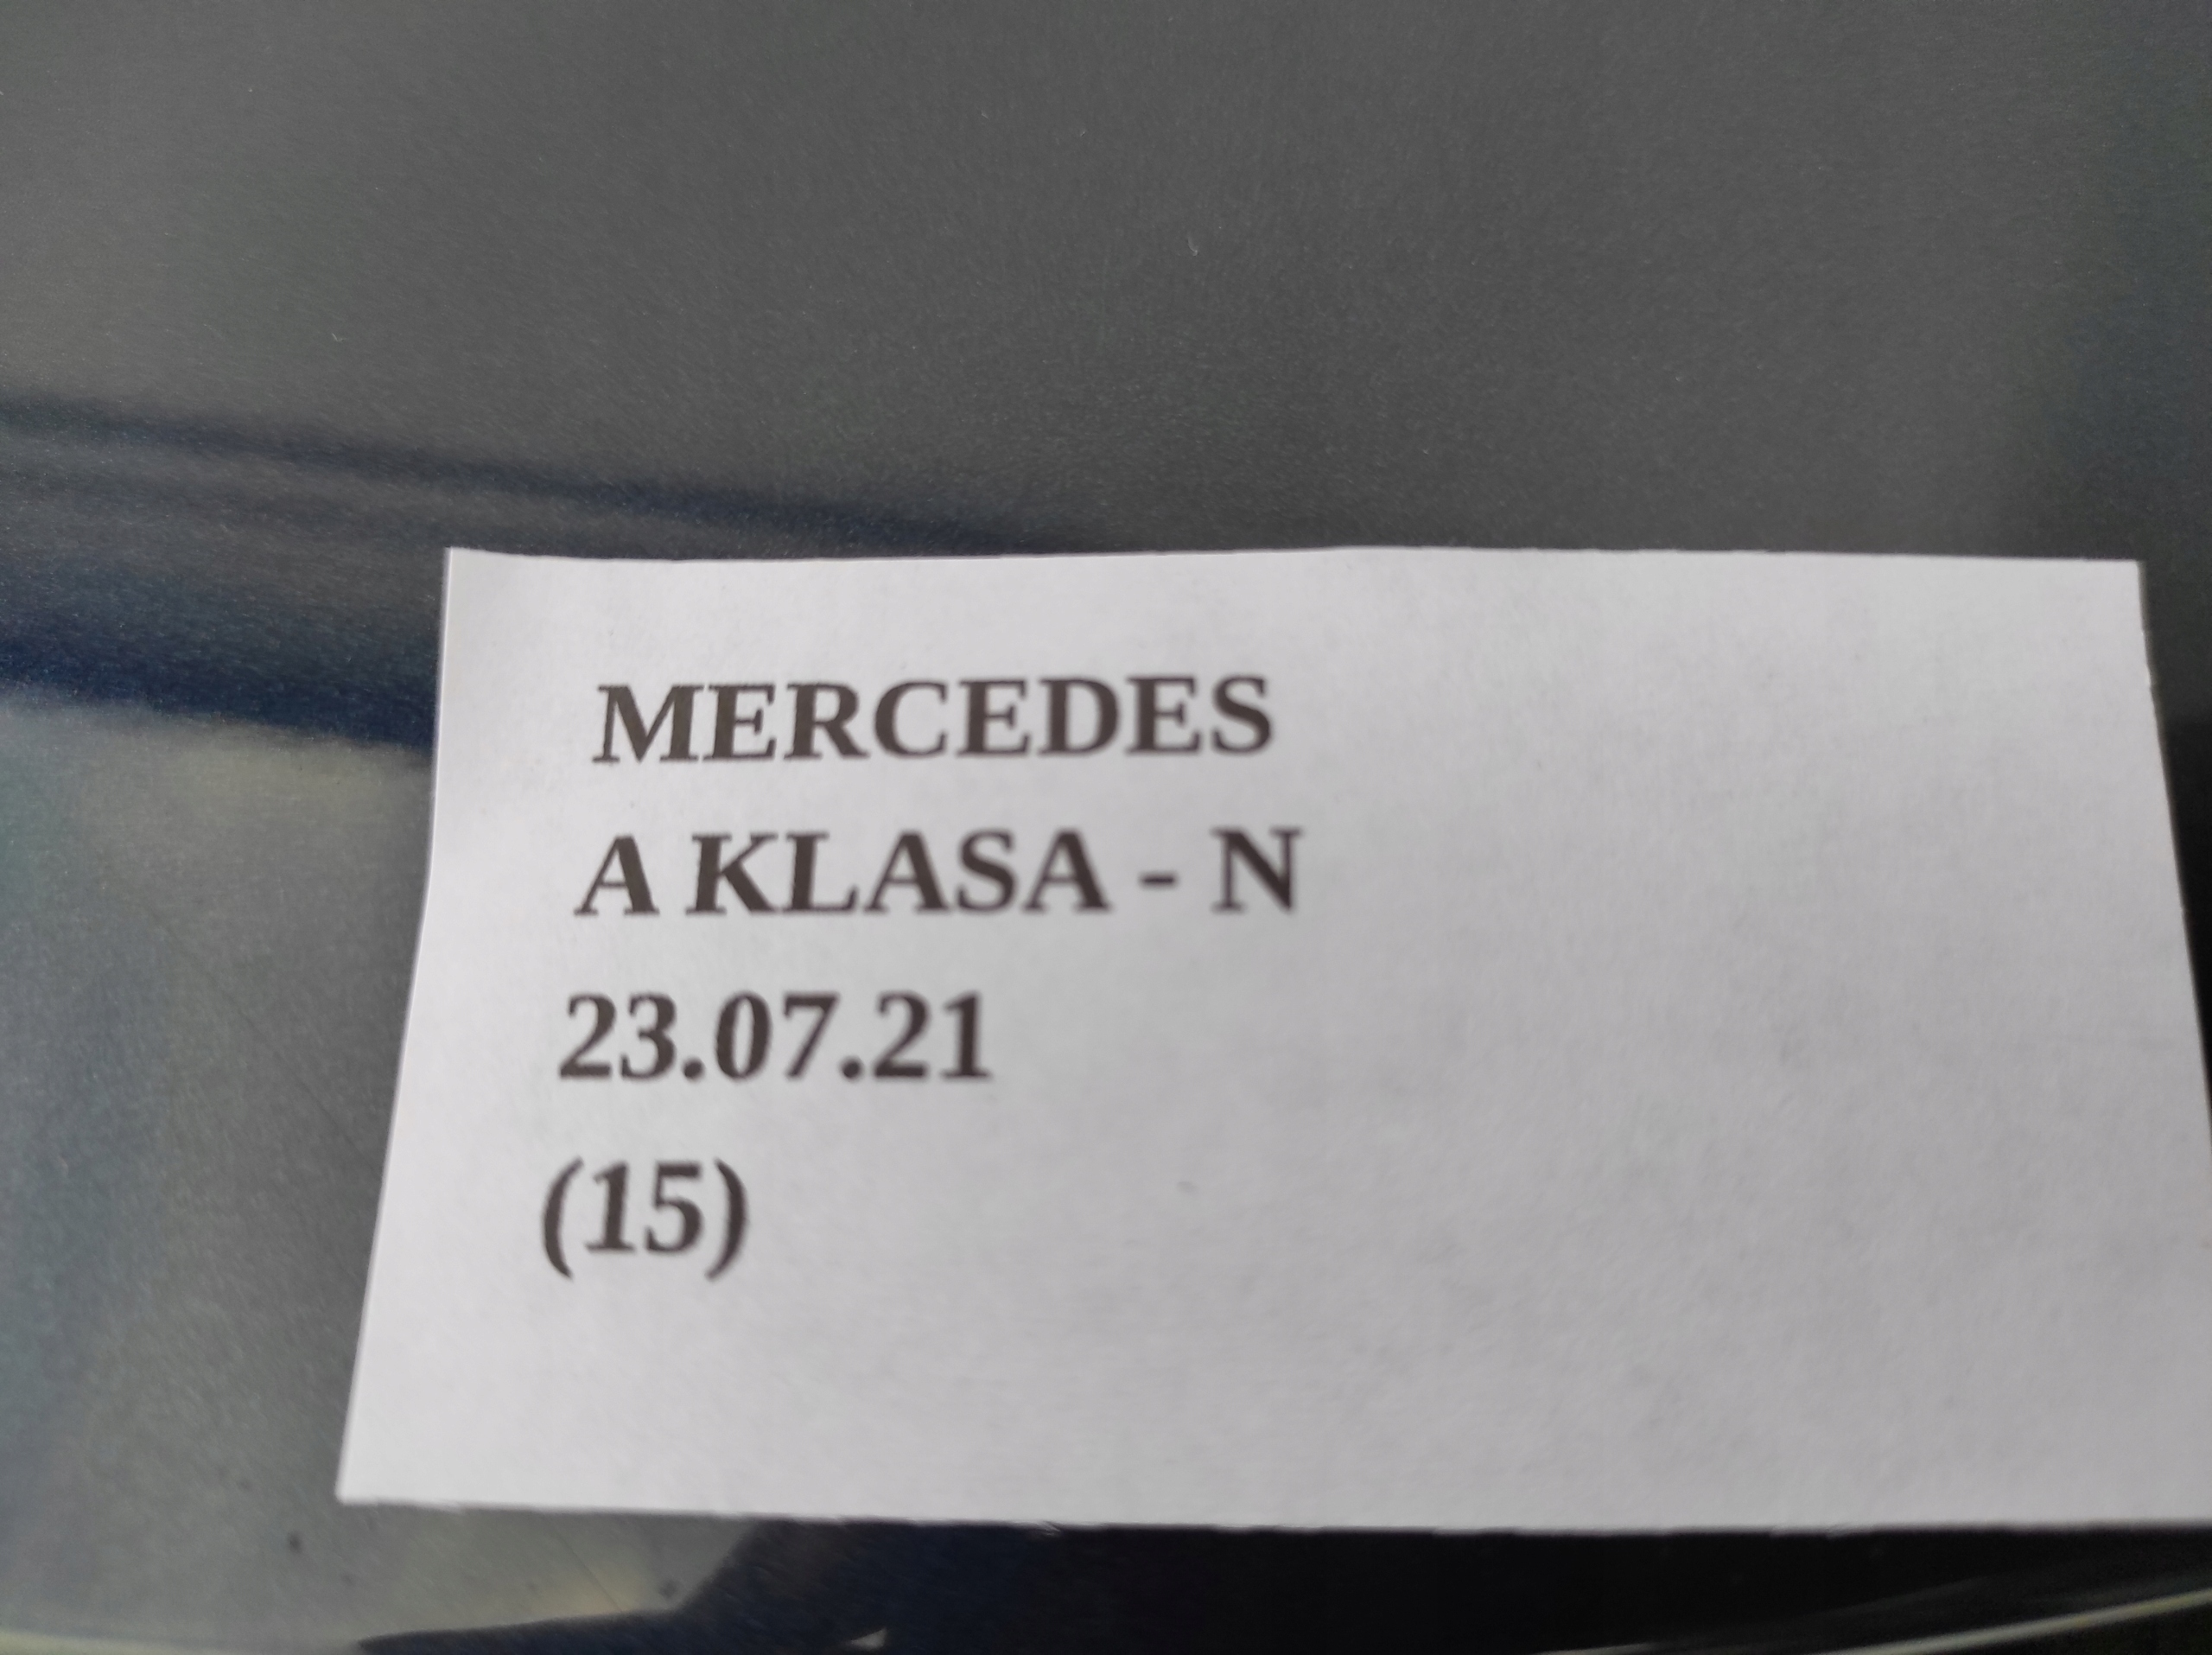 MERCEDES
A KLASA - N
23.07.21
(15)